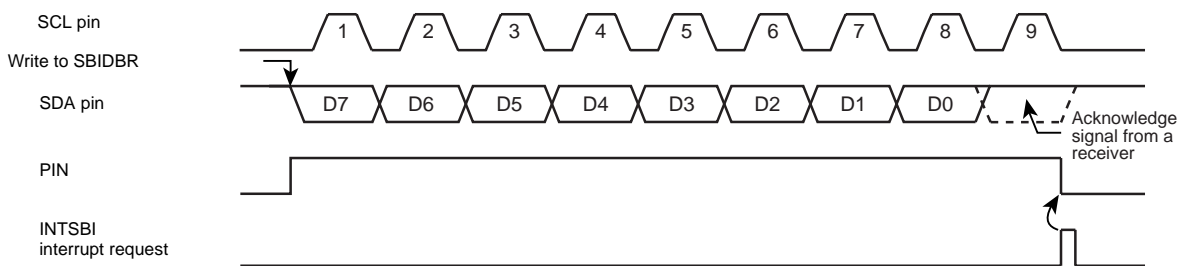 SCL pin
1 2 3 4 5 6 7 8 9
Write to SBIDBR
SDA pin
D7 D6 D5 D4 D3 D2 D1 D0
Acknowledge
signal from a
receiver
PIN
INTSBI
interrupt request